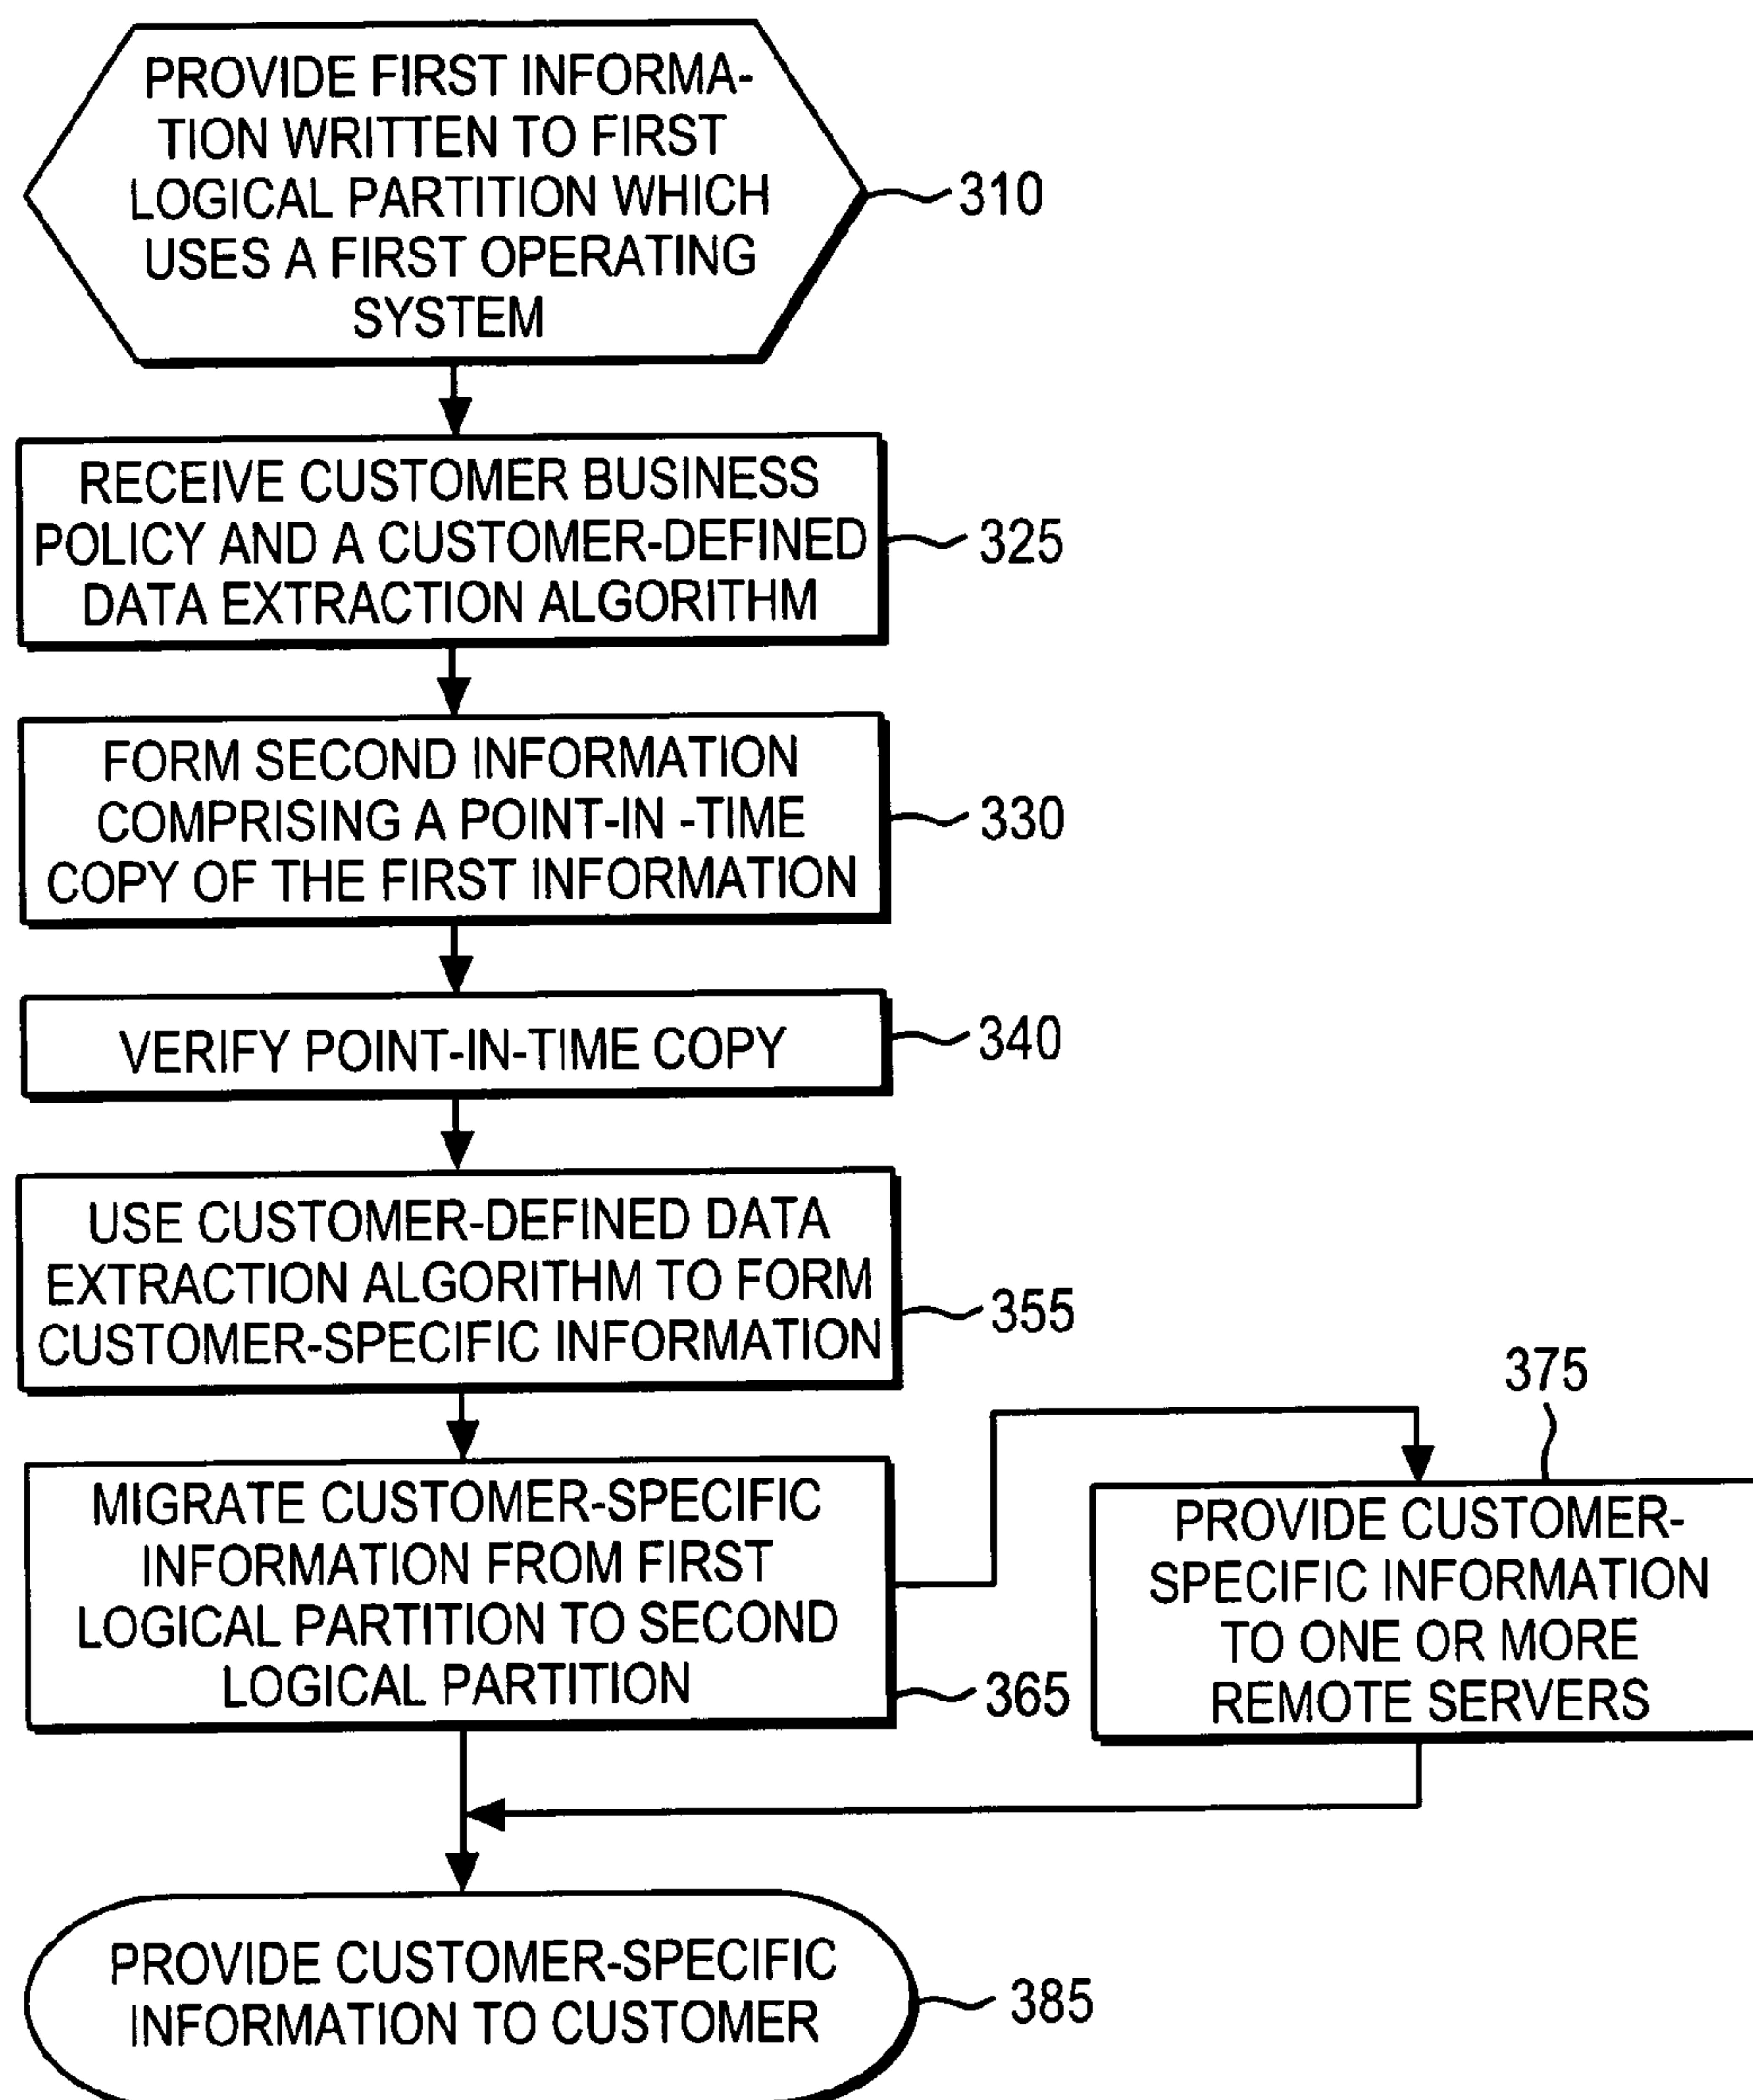 PROVIDE FIRST INFORMA-
TION WRITTEN TO FIRST
LOGICAL PARTITION WHICH
USES A FIRST OPERATING
SYSTEM
310
RECEIVE CUSTOMER BUSINESS
POLICY AND A CUSTOMER-DEFINED
DATA EXTRACTION ALGORITHM
325
FORM SECOND INFORMATION
COMPRISING A POINT-IN -TIME
COPY OF THE FIRST INFORMATION
330
VERIFY POINT-IN-TIME COPY
340
USE CUSTOMER-DEFINED DATA
EXTRACTION ALGORITHM TO FORM
CUSTOMER-SPECIFIC INFORMATION
355
MIGRATE CUSTOMER-SPECIFIC
INFORMATION FROM FIRST
LOGICAL PARTITION TO SECOND
LOGICAL PARTITION
365
375
PROVIDE CUSTOMER-
SPECIFIC INFORMATION
TO ONE OR MORE
REMOTE SERVERS
PROVIDE CUSTOMER-SPECIFIC
INFORMATION TO CUSTOMER
385